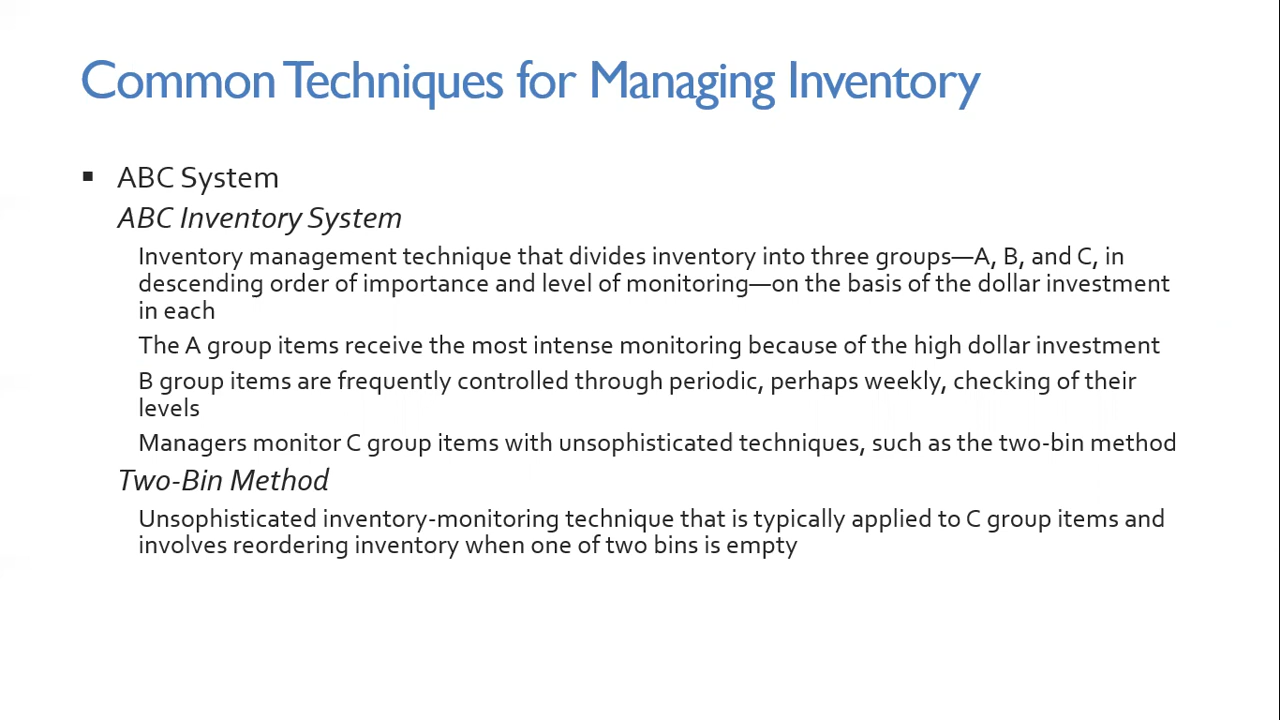 Common Techniques for Managing Inventory
▪ ABC System
ABC Inventory System
Inventory management technique that divides inventory into three groups—A, B, and C, in
descending order of importance and level of monitoring—on the basis of the dollar investment
in each
The A group items receive the most intense monitoring because of the high dollar investment
B group items are frequently controlled through periodic, perhaps weekly, checking of their
levels
Managers monitor C group items with unsophisticated techniques, such as the two-bin method
Two-Bin Method
Unsophisticated inventory-monitoring technique that is typically applied to C group items and
involves reordering inventory when one of two bins is empty